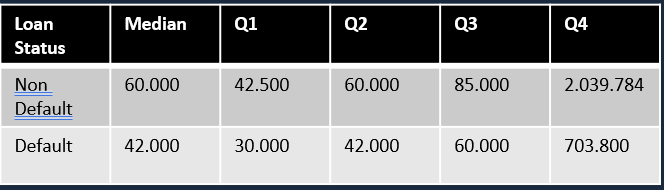 Loan Status Median Q1 Q2 Q3 Q4
Non Default 60.000 42.500 60.000 85.000 2.039.784
Default 42.000 30.000 42.000 60.000 703.800